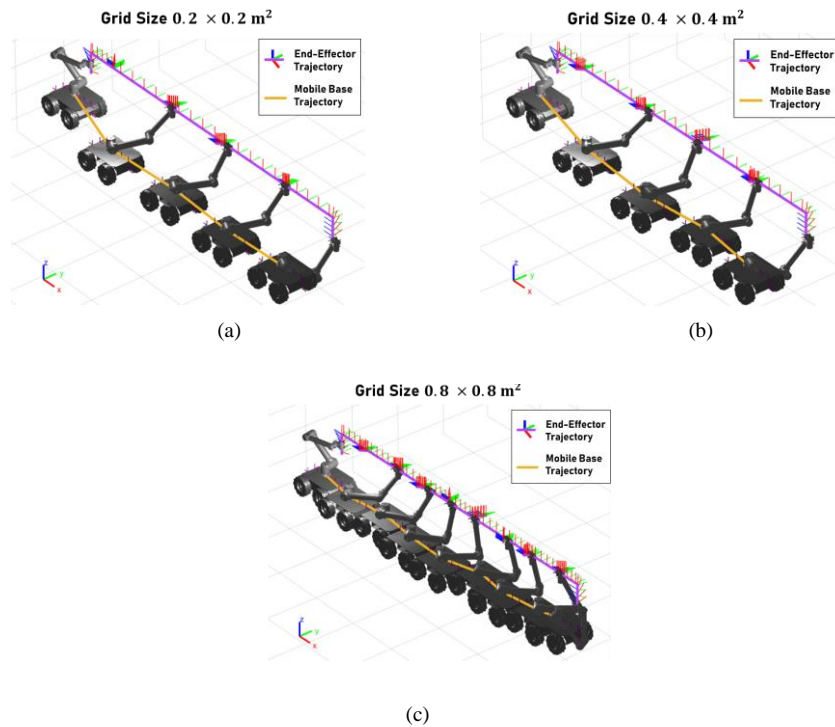 Grid Size 0.2 × 0.2 m²
End-Effector
Trajectory
Mobile Base
Trajectory
z
y
x
(a)
Grid Size 0.4 × 0.4 m²
End-Effector
Trajectory
Mobile Base
Trajectory
z
y
x
(b)
Grid Size 0.8 × 0.8 m²
End-Effector
Trajectory
Mobile Base
Trajectory
z
y
x
(c)